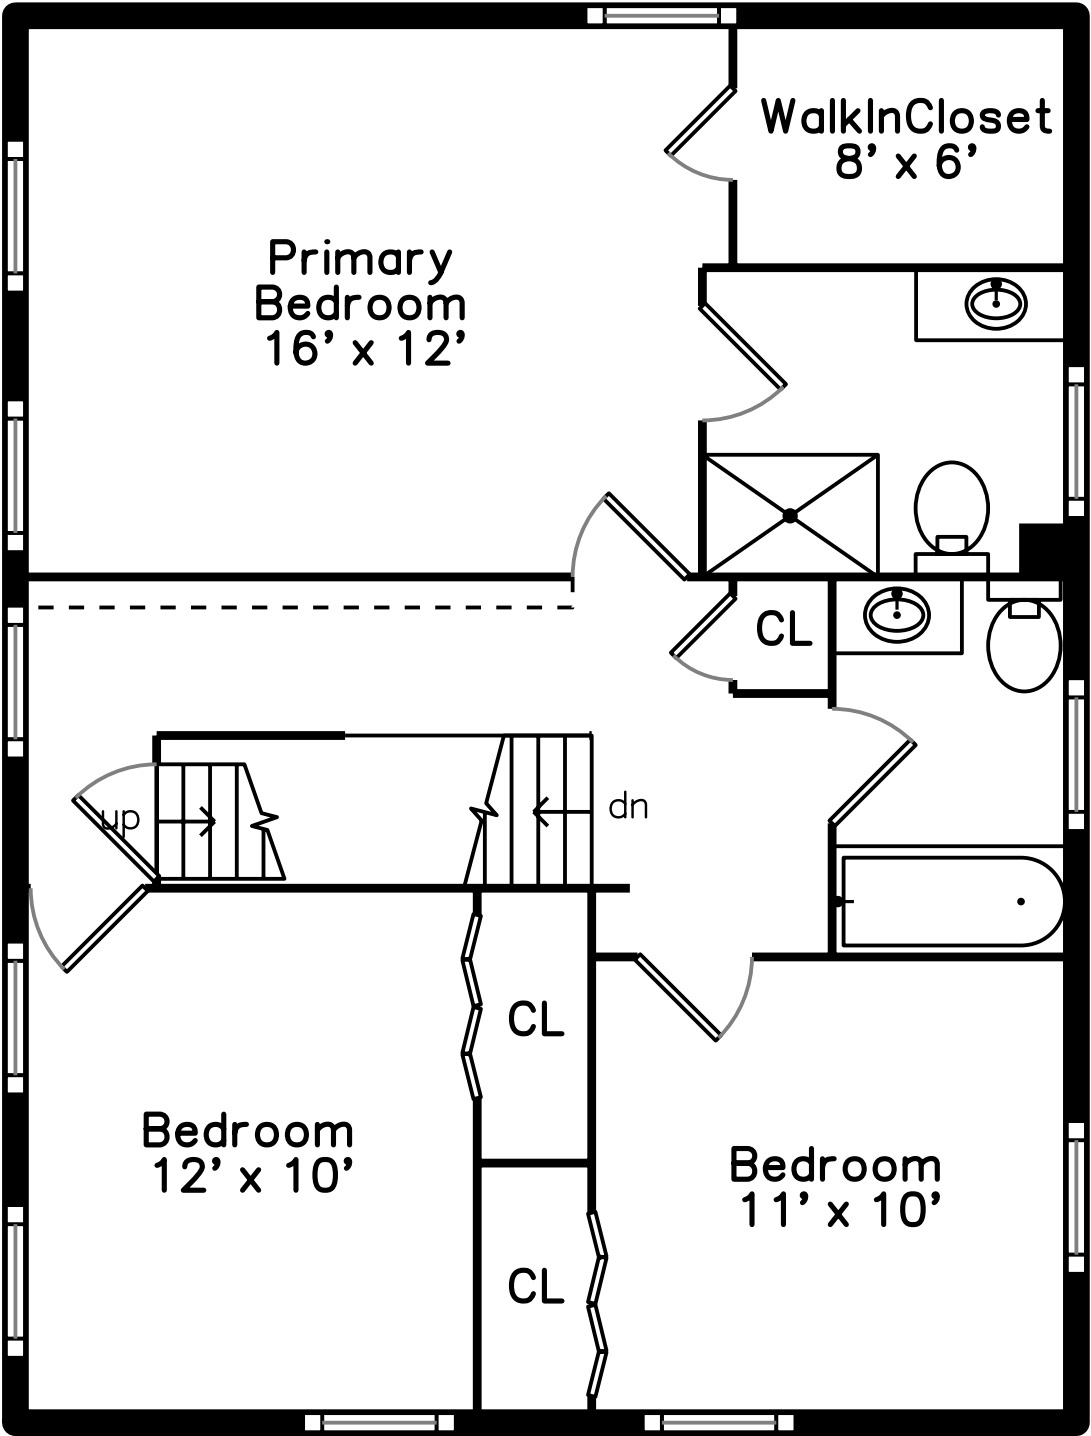 WalkInCloset
8’ x 6’
Primary
Bedroom
16’ x 12’
CL
up
dn
CL
Bedroom
12’ x 10’
Bedroom
11’ x 10’
CL